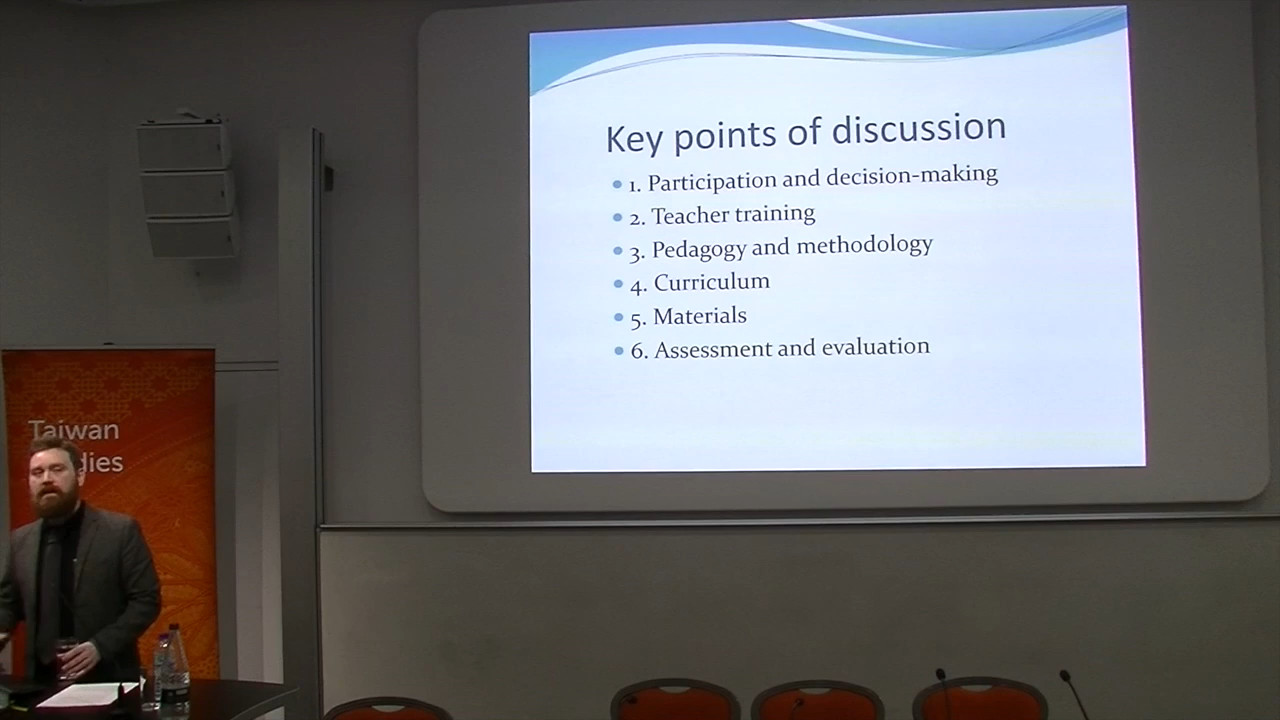 Key points of discussion
1. Participation and decision-making
2. Teacher training
3. Pedagogy and methodology
4. Curriculum
5. Materials
6. Assessment and evaluation
Taiwan
dies